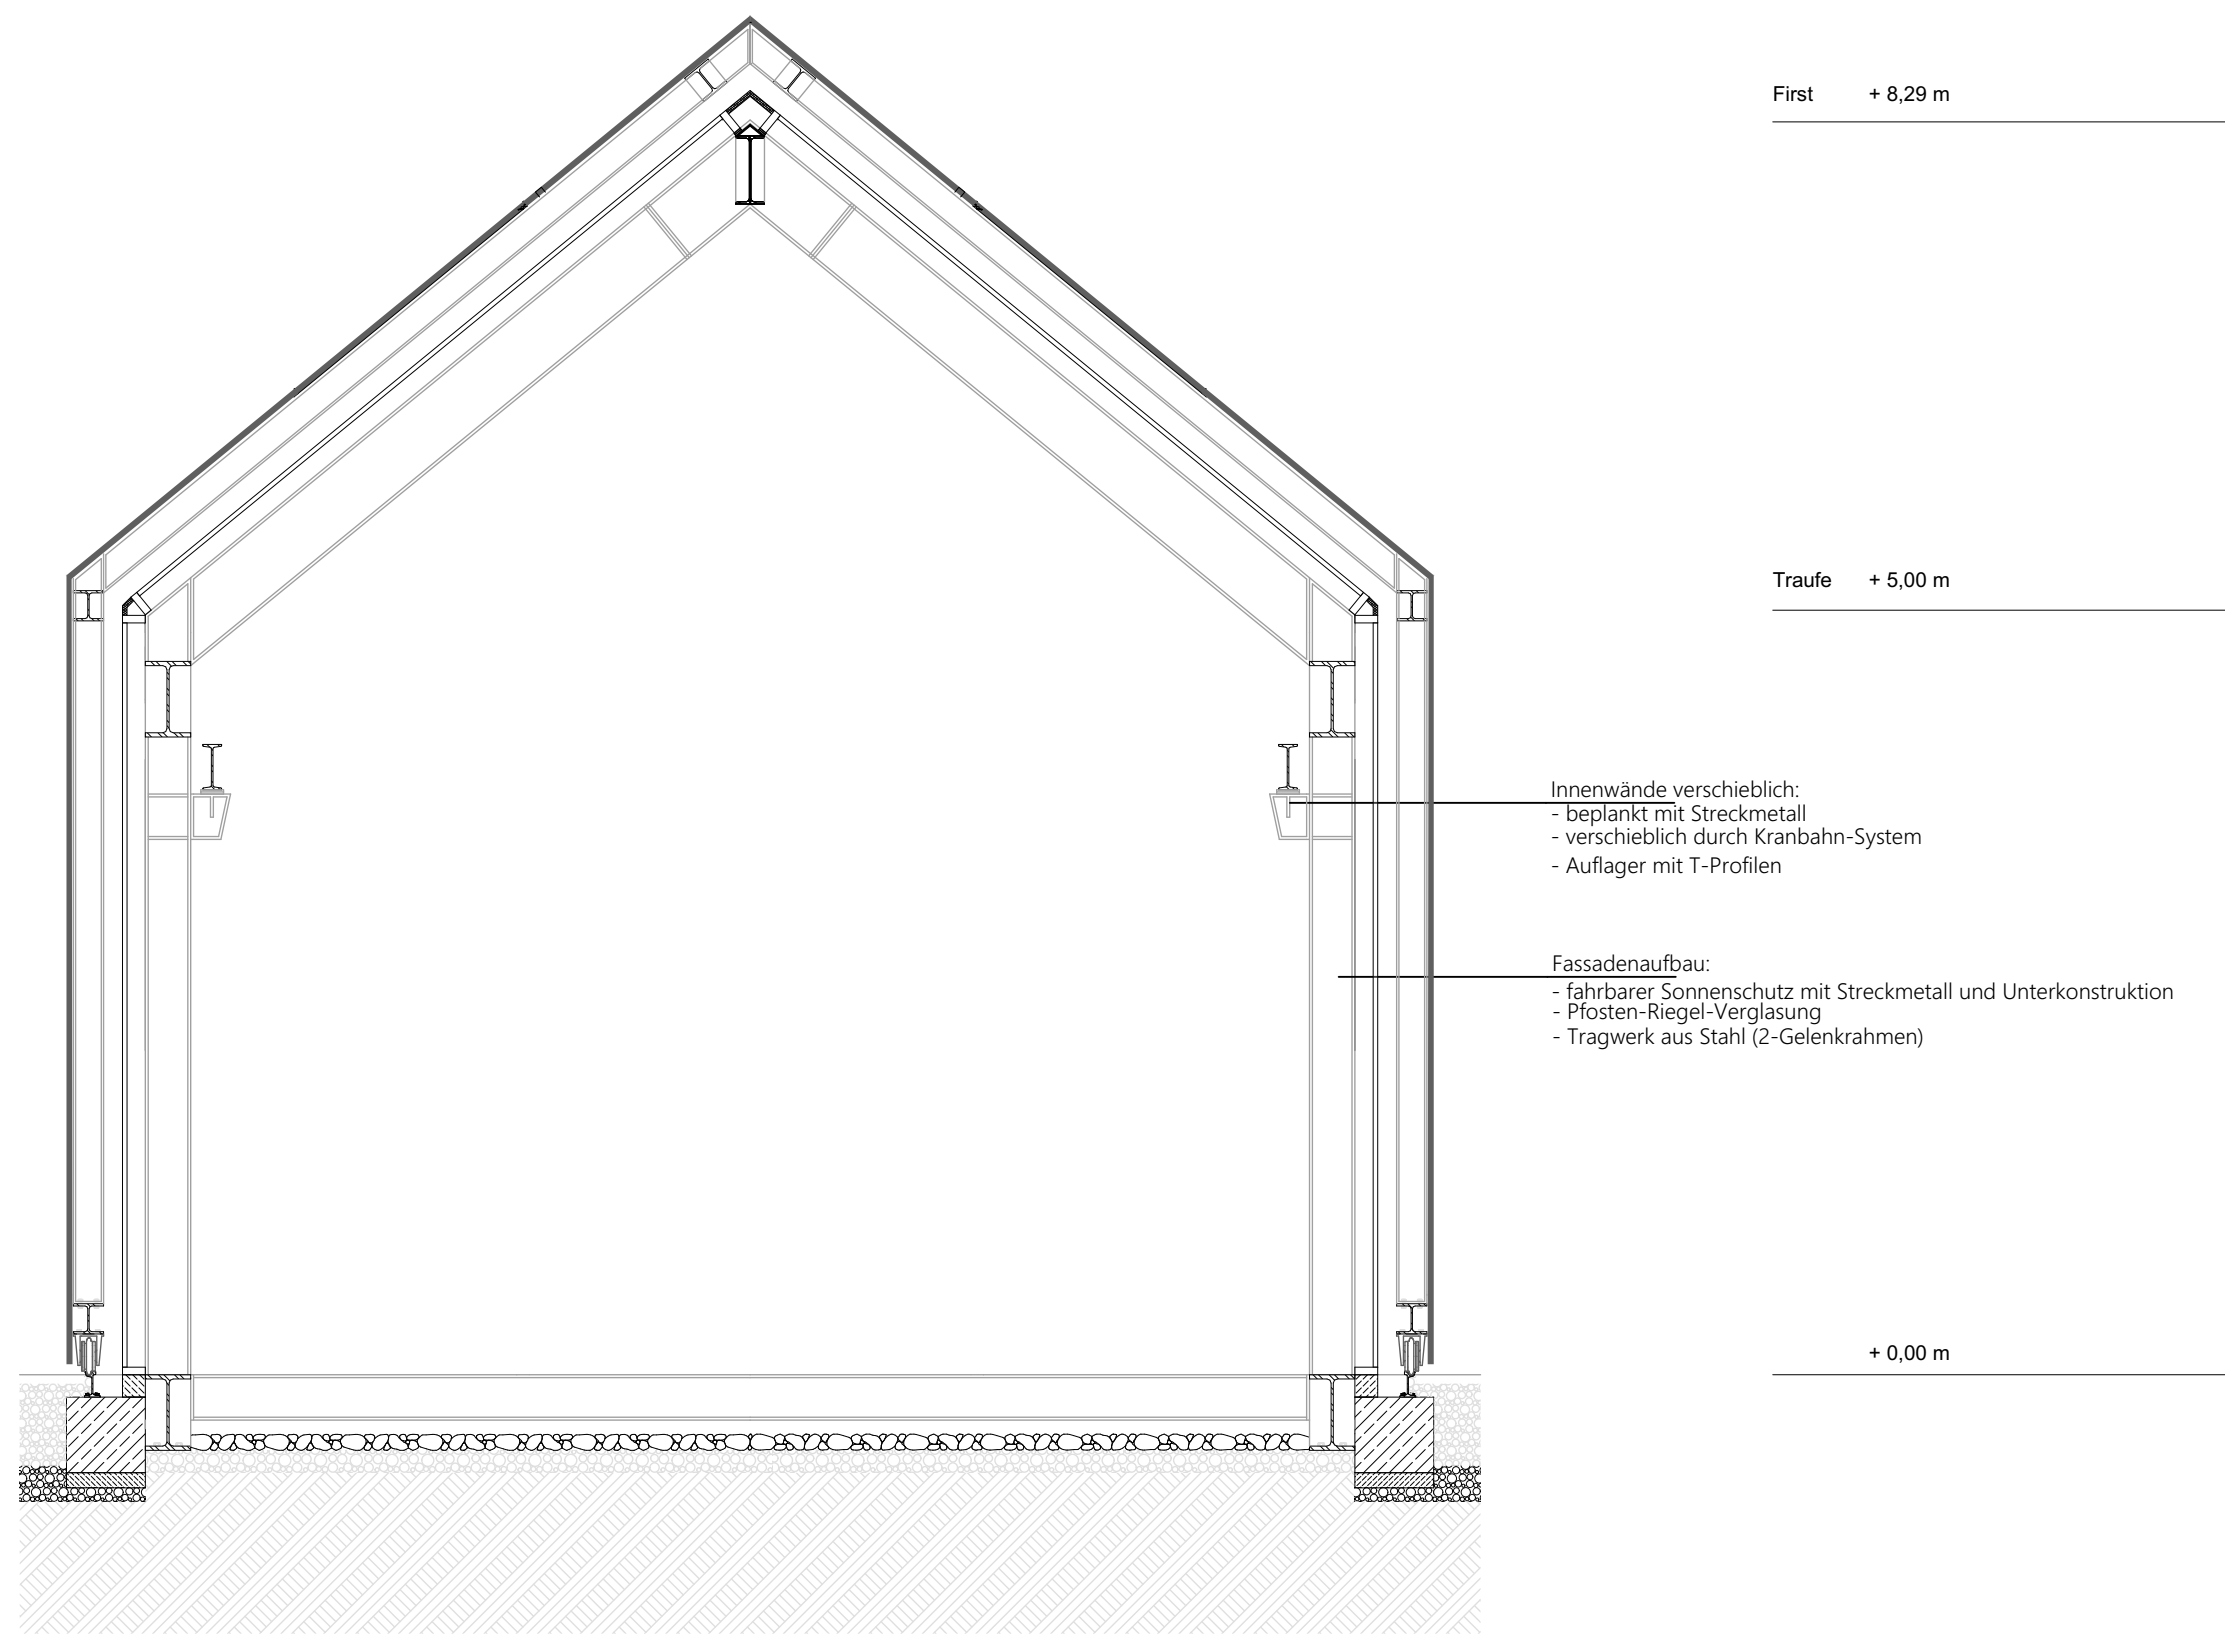 First + 8,29 m
Traufe + 5,00 m
Innenwände verschieblich:
- beplankt mit Streckmetall
- verschieblich durch Kranbahn-System
- Auflager mit T-Profilen
Fassadenaufbau:
- fahrbarer Sonnenschutz mit Streckmetall und Unterkonstruktion
- Pfosten-Riegel-Verglasung
- Tragwerk aus Stahl (2-Gelenkrahmen)
+ 0,00 m